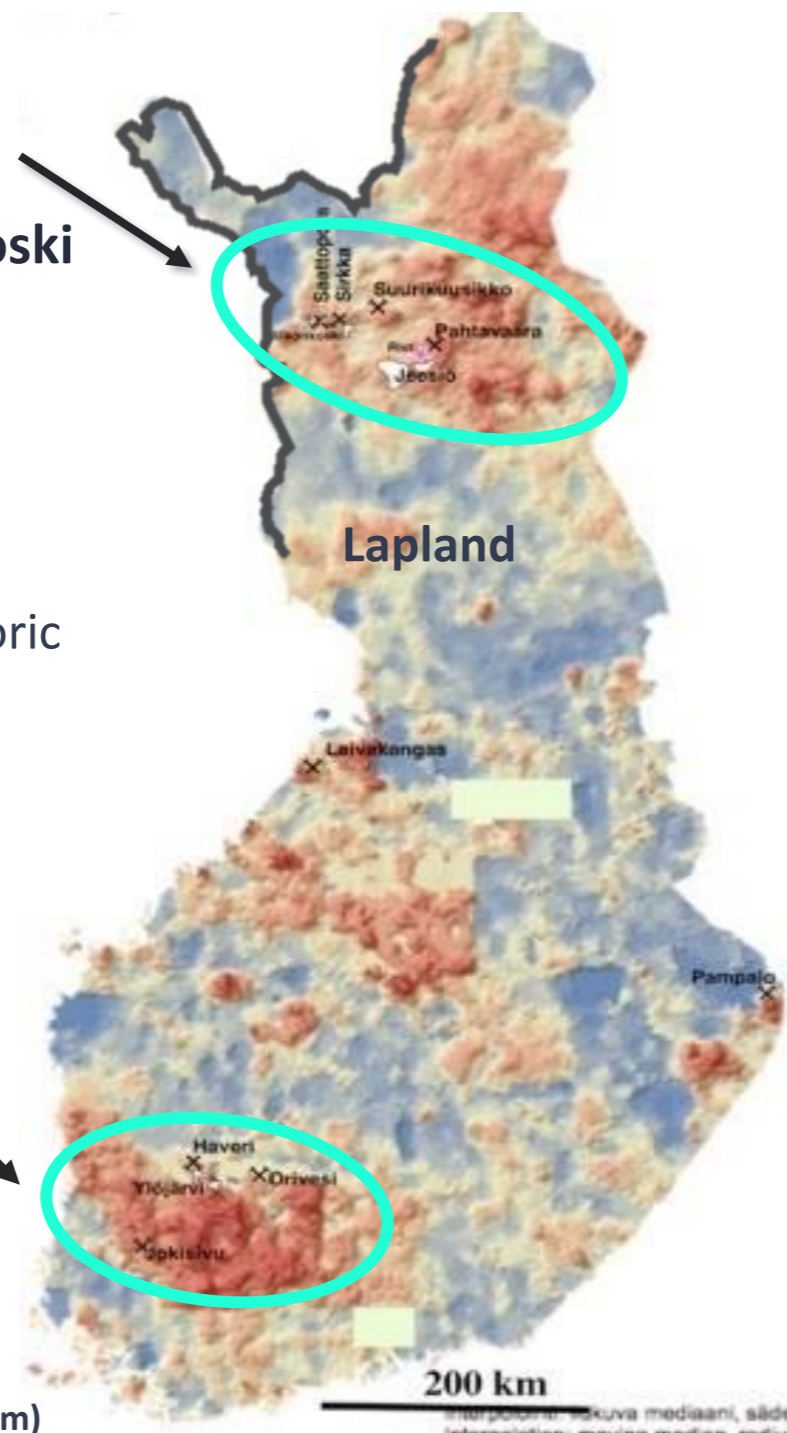 oski
Saattopora
Sirkka
Suurikuusikko
Pahtavaara
Jeesiö
Lapland
oric
Laivakangas
Pampalo
Haveri
Orivesi
Ylöjärvi
Jokisivu
200 km
m)